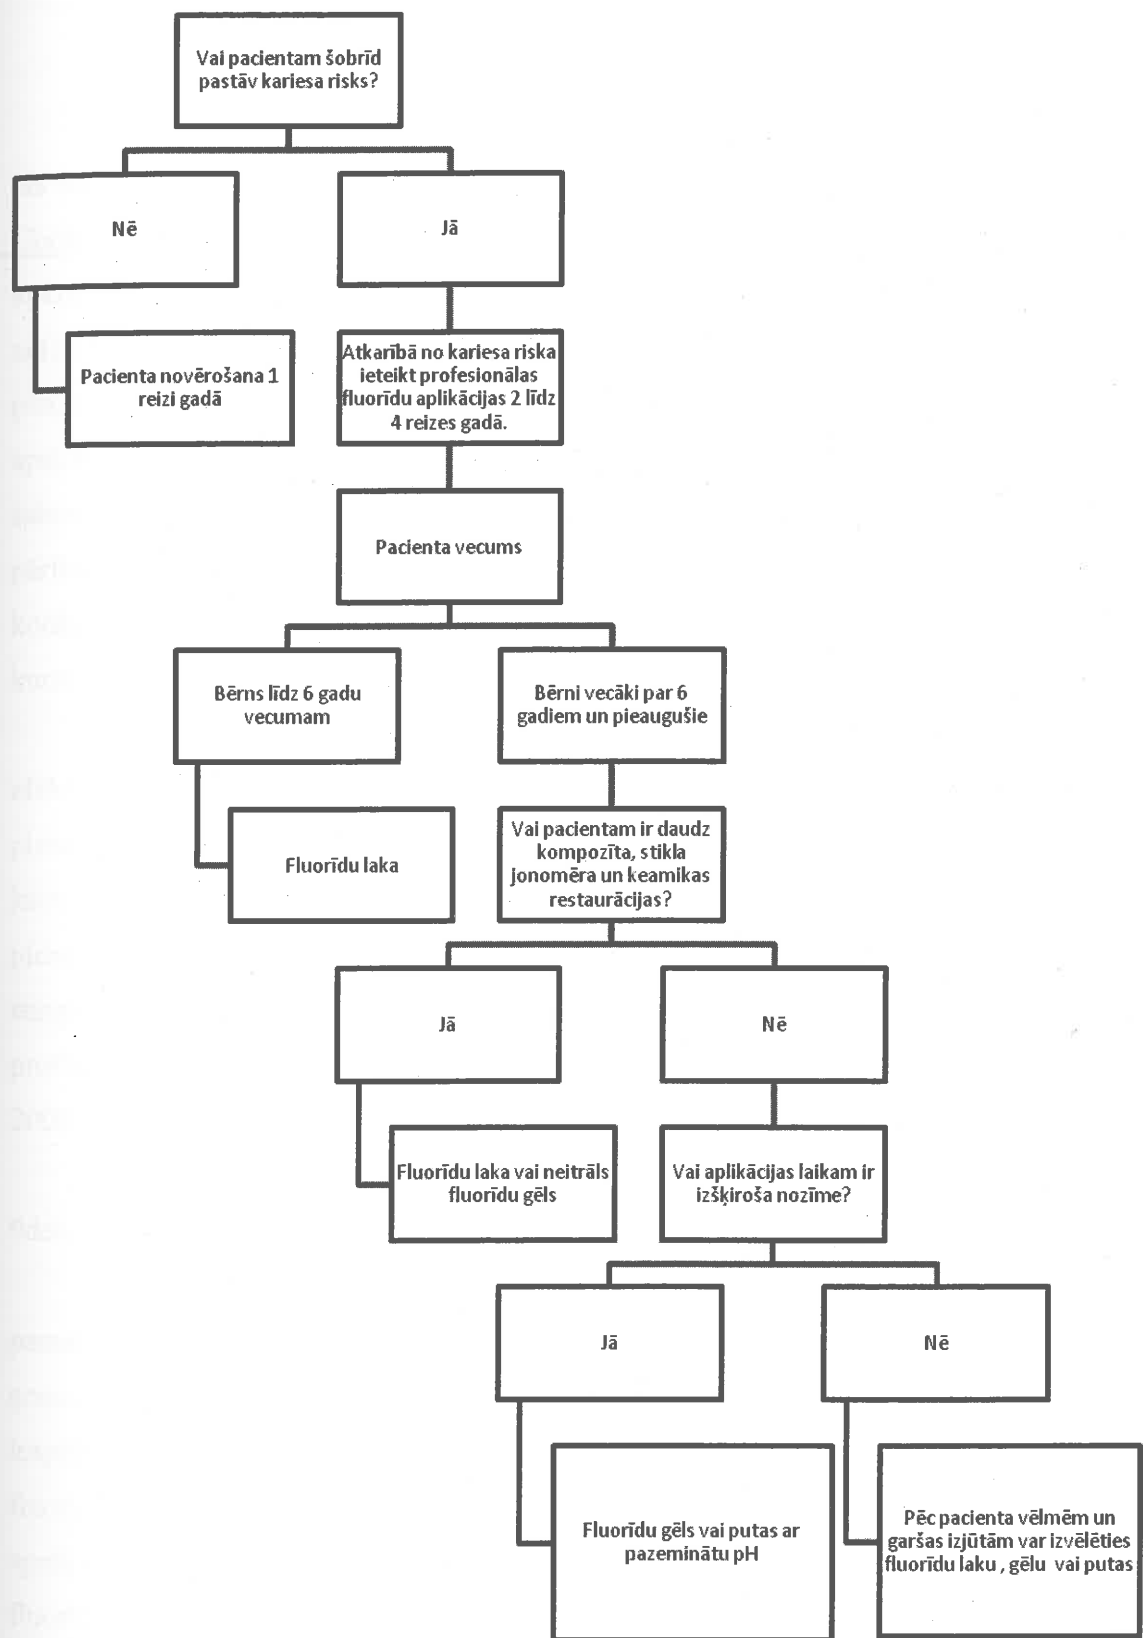 Vai pacientam šobrīd
pastāv kariesa risks?
Nē
Jā
Pacienta novērošana 1
reizi gadā
Atkarībā no kariesa riska
ieteikt profesionālas
fluorīdu aplikācijas 2 līdz
4 reizes gadā.
Pacienta vecums
Bērns līdz 6 gadu
vecumam
Bērni vecāki par 6
gadiem un pieaugušie
Fluorīdu laka
Vai pacientam ir daudz
kompozīta, stikla
jonomēra un keamikas
restaurācijas?
Jā
Nē
Fluorīdu laka vai neitrāls
fluorīdu gēls
Vai aplikācijas laikam ir
izšķiroša nozīme?
Jā
Nē
Fluorīdu gēls vai putas ar
pazeminātu pH
Pēc pacienta vēlmēm un
garšas izjūtām var izvēlēties
fluorīdu laku , gēlu vai putas